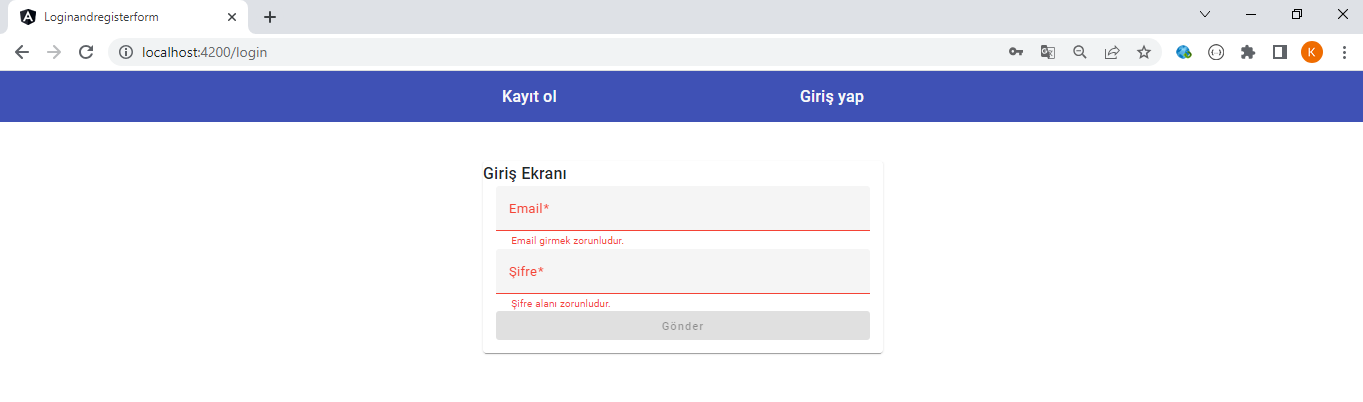 Loginandregisterform
localhost:4200/login
K
Kayıt ol
Giriş yap
Giriş Ekranı
Email*
Email girmek zorunludur.
Şifre*
Şifre alanı zorunludur.
Gönder